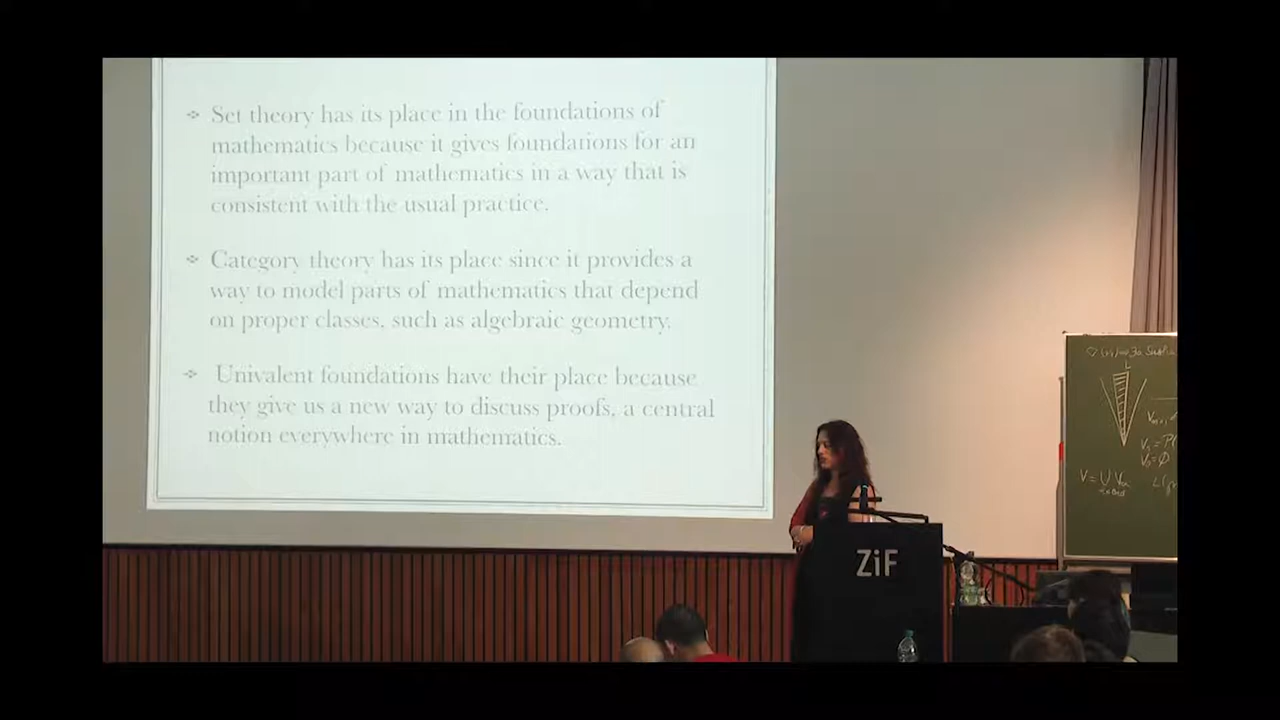 ❖ Set theory has its place in the foundations of
mathematics because it gives foundations for an
important part of mathematics in a way that is
consistent with the usual practice.
❖ Category theory has its place since it provides a
way to model parts of mathematics that depend
on proper classes, such as algebraic geometry.
❖ Univalent foundations have their place because
they give us a new way to discuss proofs, a central
notion everywhere in mathematics.
ZiF
L
V₀=∅